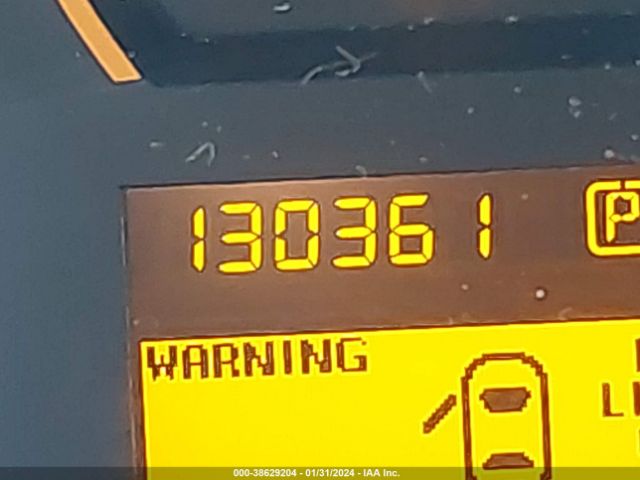 130361 P
WARNING
L
000-38629204 - 01/31/2024 - IAA Inc.